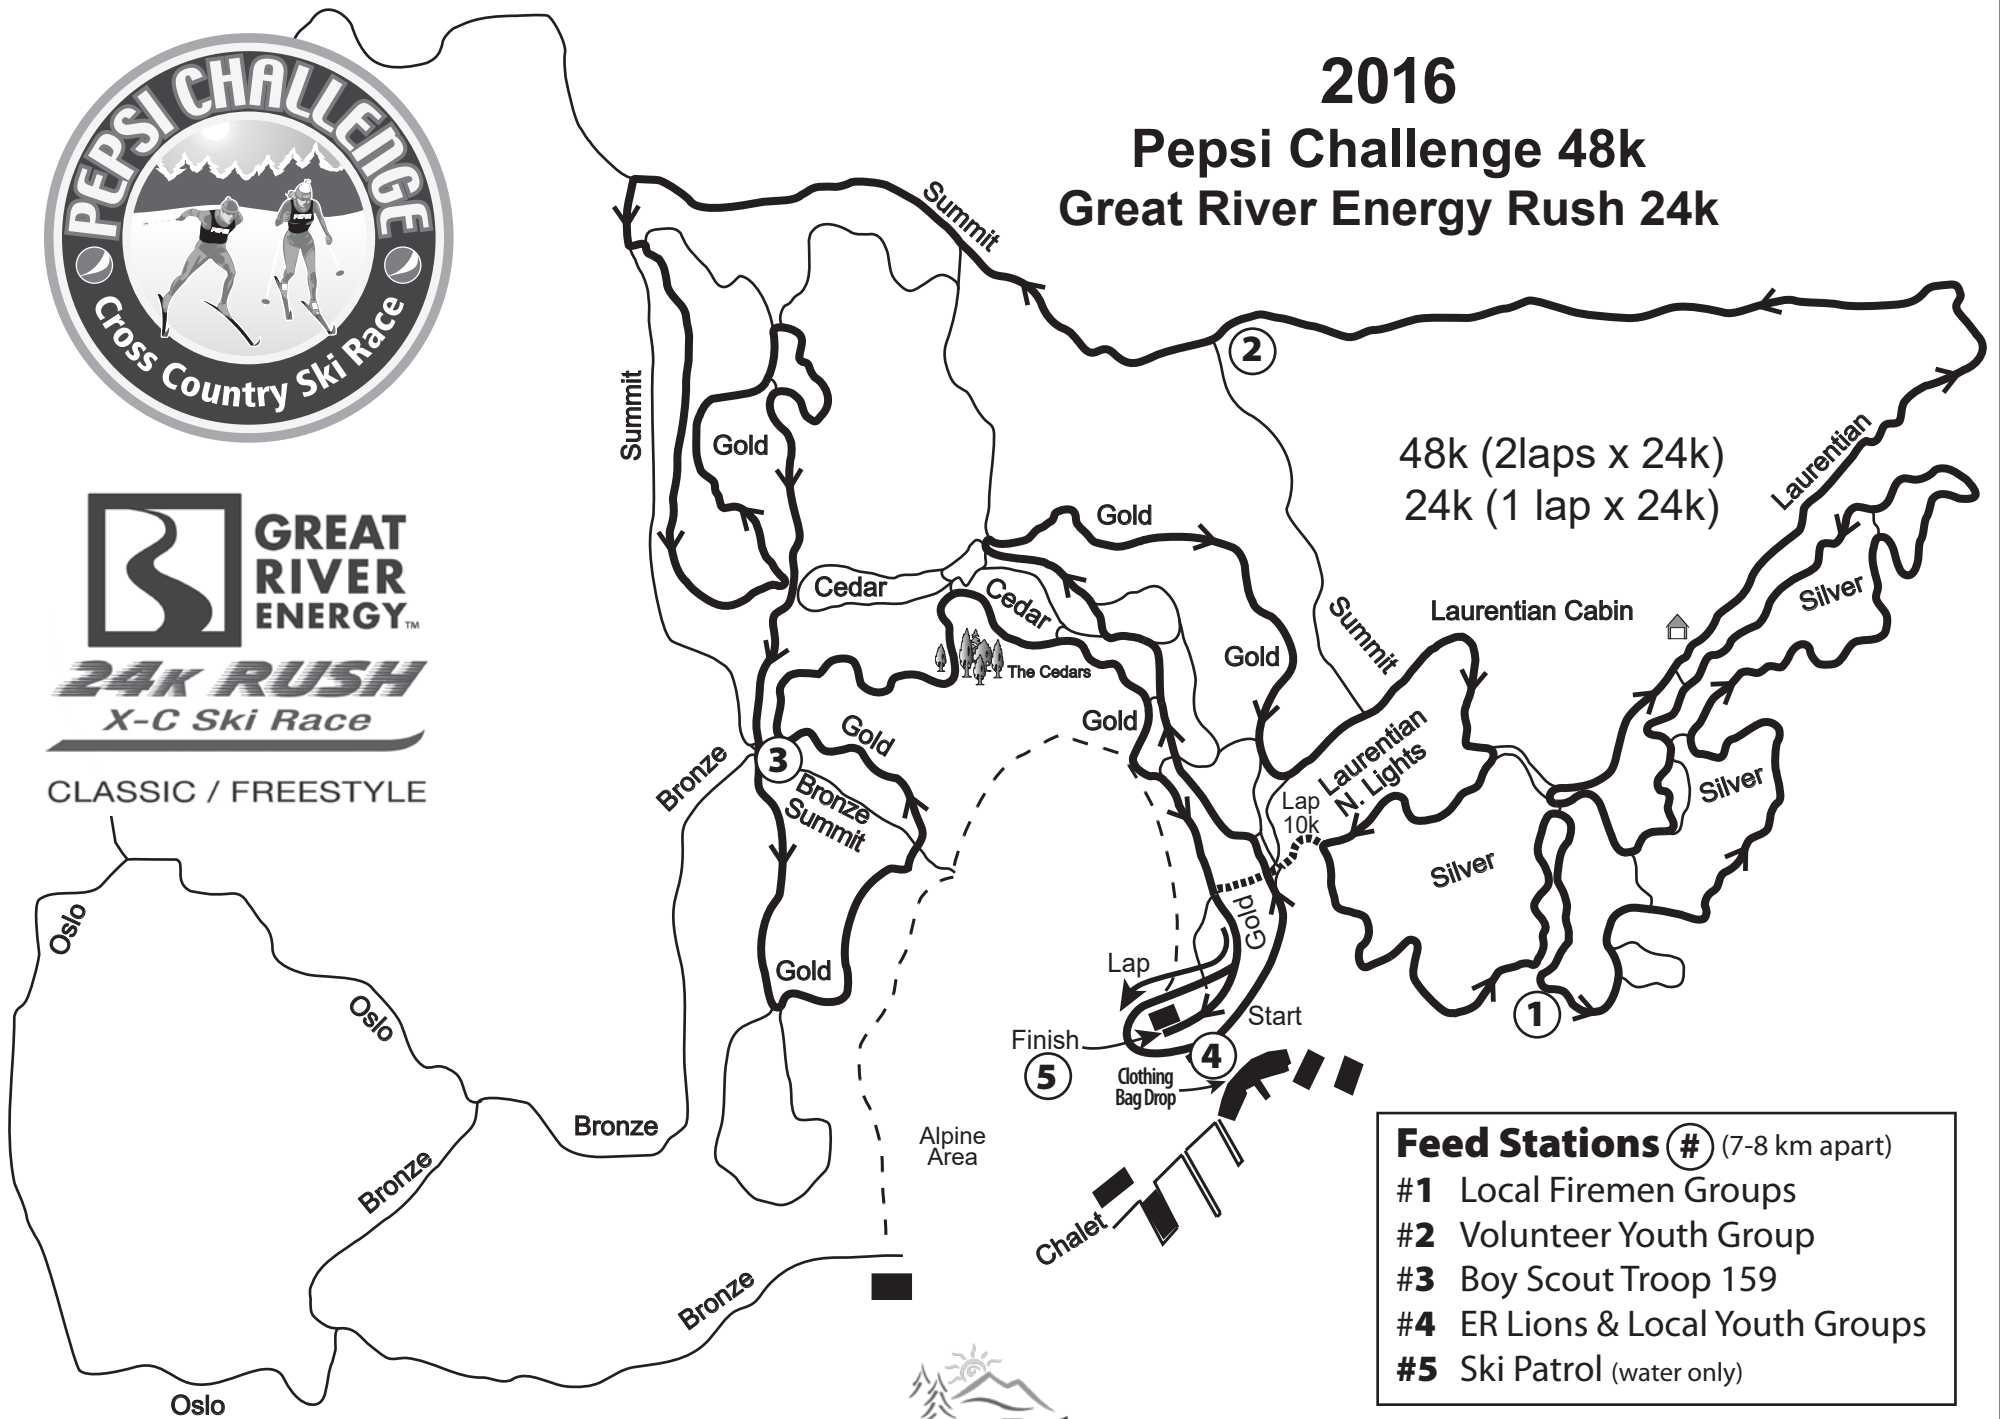 PEPSI CHALLENGE
Cross Country Ski Race
2016
Pepsi Challenge 48k
Great River Energy Rush 24k
48k (2laps x 24k)
24k (1 lap x 24k)
GREAT
RIVER
ENERGY™
24K RUSH
X-C Ski Race
CLASSIC / FREESTYLE
Summit
Summit
2
Gold
Laurentian
Gold
Silver
Cedar
Cedar
Laurentian Cabin
Summit
The Cedars
Gold
Gold
Gold
Laurentian
N. Lights
Bronze
3
Bronze
Summit
Lap
10k
Silver
Silver
Oslo
Gold
Gold
Lap
Oslo
Start
1
Finish
4
5
Clothing
Bag Drop
Bronze
Alpine
Area
Bronze
Chalet
Bronze
Oslo
Feed Stations # (7-8 km apart)
#1 Local Firemen Groups
#2 Volunteer Youth Group
#3 Boy Scout Troop 159
#4 ER Lions & Local Youth Groups
#5 Ski Patrol (water only)